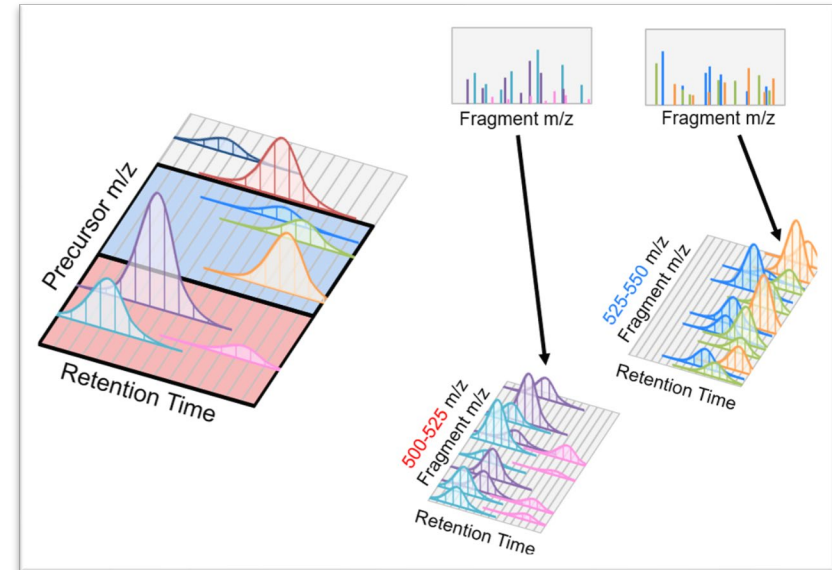 Precursor m/z
Retention Time
Fragment m/z
Fragment m/z
500-525 m/z
Fragment m/z
Retention Time
525-550 m/z
Fragment m/z
Retention Time